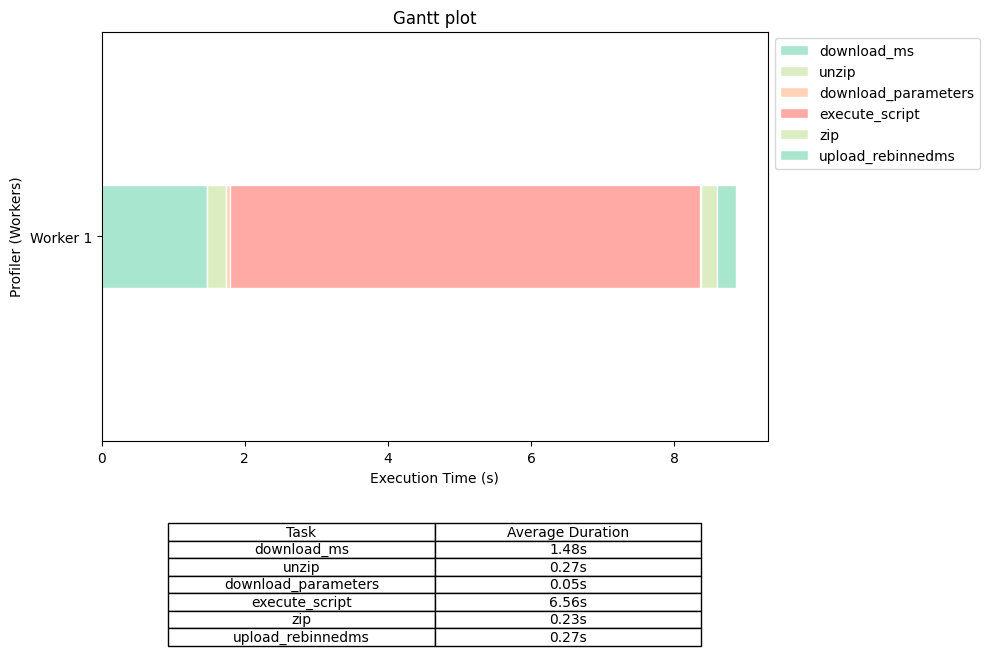 Gantt plot
download_ms
unzip
download_parameters
execute_script
zip
upload_rebinnedms
Profiler (Workers)
Worker 1
0 2 4 6 8
Execution Time (s)
Task Average Duration
download_ms 1.48s
unzip 0.27s
download_parameters 0.05s
execute_script 6.56s
zip 0.23s
upload_rebinnedms 0.27s